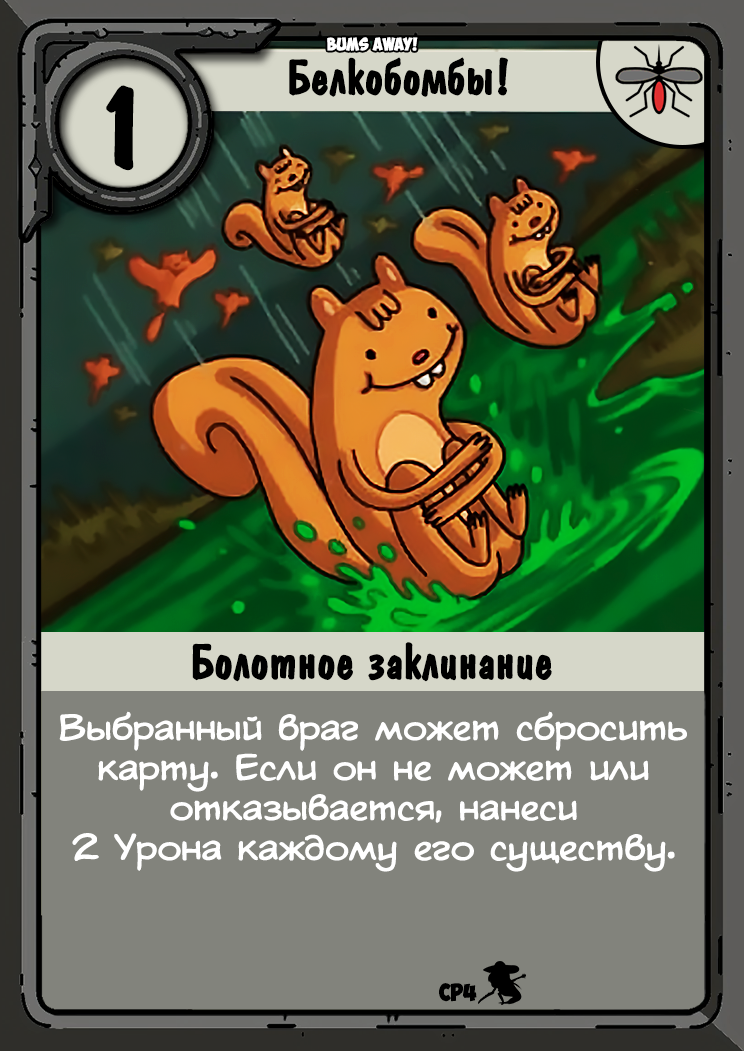 BUMS AWAY!
Белкобомбы!
1
Болотное заклинание
Выбранный враг может сбросить
карту. Если он не может или
отказывается, нанеси
2 Урона каждому его существу.
CP4